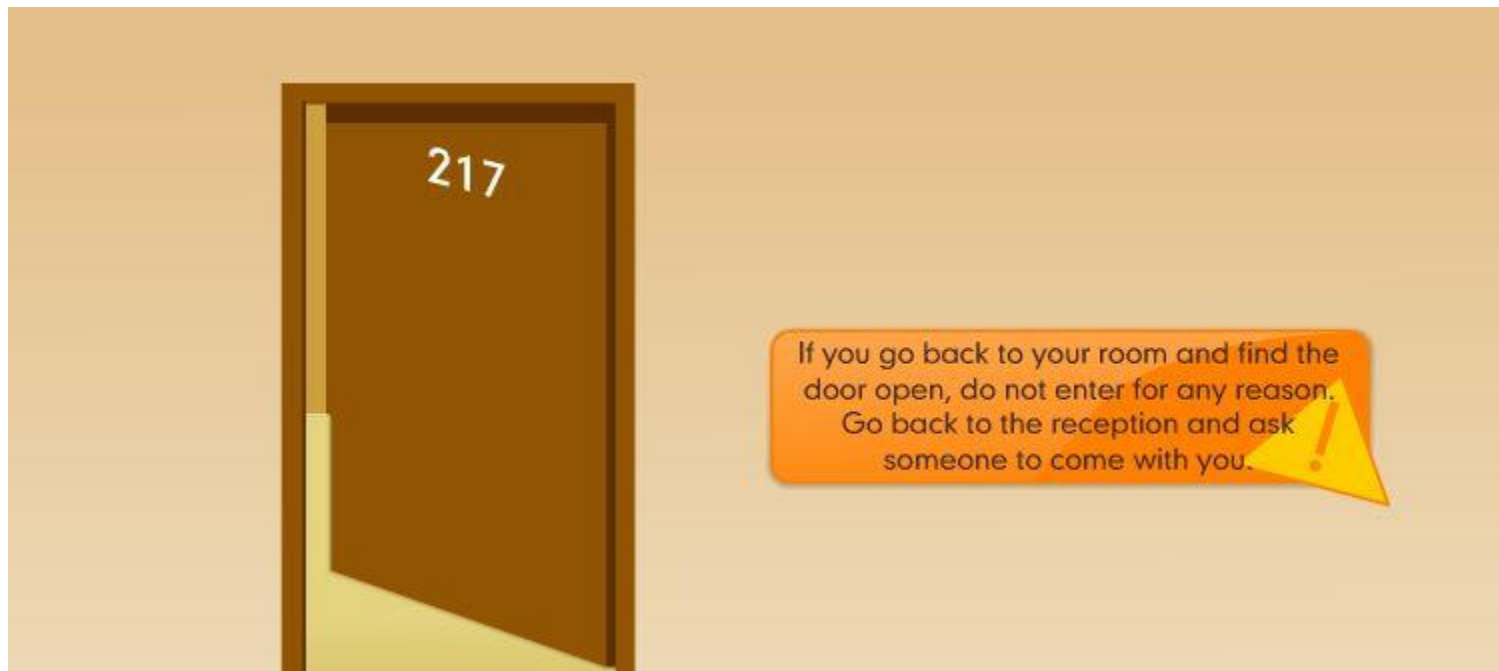 217
If you go back to your room and find the
door open, do not enter for any reason.
Go back to the reception and ask
someone to come with you.
!